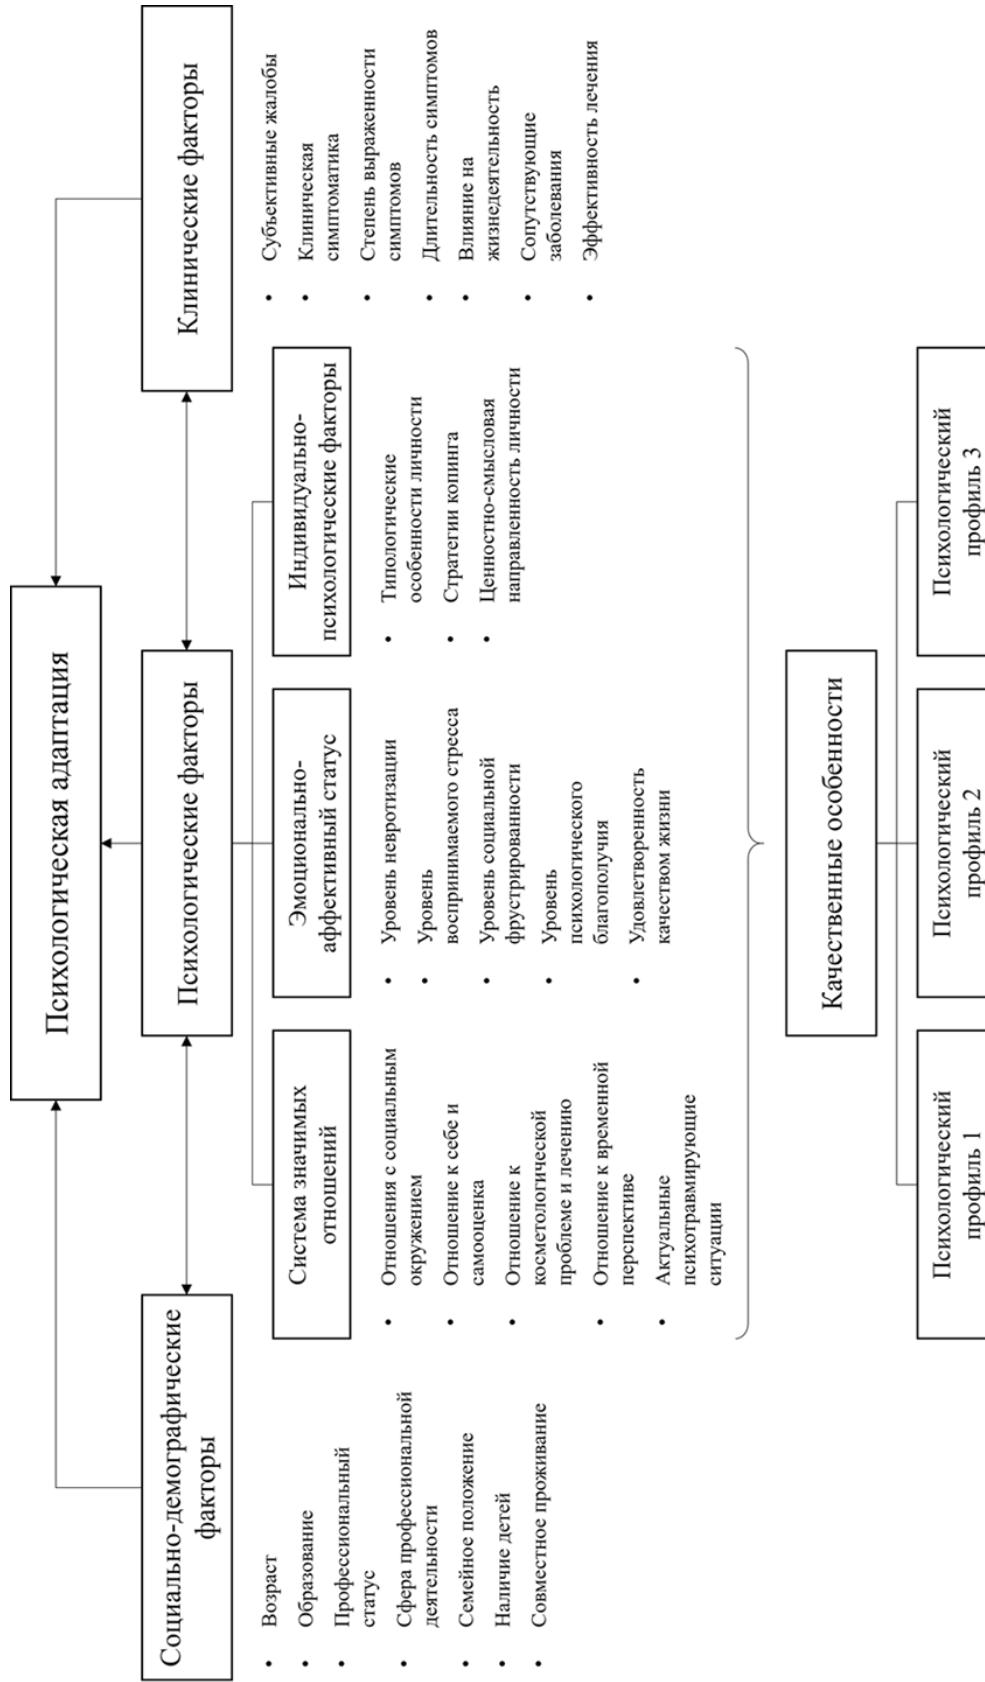 Психологическая адаптация
Социально-демографические
факторы
Психологические факторы
Клинические факторы
• Возраст
• Образование
• Профессиональный
статус
• Сфера профессиональной
деятельности
• Семейное положение
• Наличие детей
• Совместное проживание
Система значимых
отношений
• Отношения с социальным
окружением
• Отношение к себе и
самооценка
• Отношение к
косметологической
проблеме и лечению
• Отношение к временной
перспективе
• Актуальные
психотравмирующие
ситуации
Эмоционально-
аффективный статус
• Уровень невротизации
• Уровень
воспринимаемого стресса
• Уровень социальной
фрустрированности
• Уровень
психологического
благополучия
• Удовлетворенность
качеством жизни
Индивидуально-
психологические факторы
• Типологические
особенности личности
• Стратегии копинга
• Ценностно-смысловая
направленность личности
• Субъективные жалобы
• Клиническая
симптоматика
• Степень выраженности
симптомов
• Длительность симптомов
• Влияние на
жизнедеятельность
• Сопутствующие
заболевания
• Эффективность лечения
Качественные особенности
Психологический
профиль 1
Психологический
профиль 2
Психологический
профиль 3